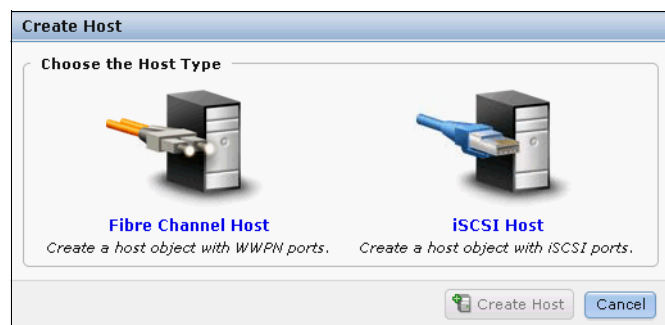 Create Host
Choose the Host Type
Fibre Channel Host
Create a host object with WWPN ports.
iSCSI Host
Create a host object with iSCSI ports.
Create Host
Cancel